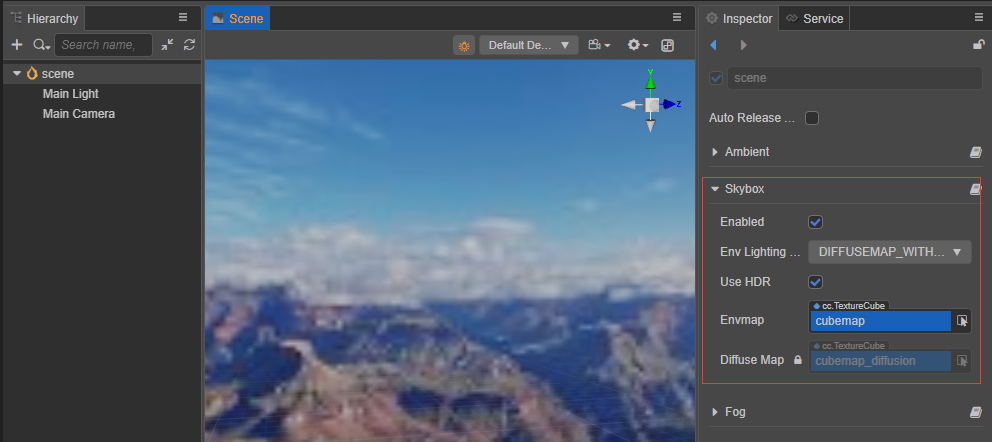 Hierarchy
Search name,
scene
Main Light
Main Camera
Scene
Default De...
Y
Z
Inspector
Service
scene
Auto Release ...
Ambient
Skybox
Enabled
Env Lighting ...
DIFFUSEMAP_WITH...
Use HDR
cc.TextureCube
Envmap
cubemap
cc.TextureCube
Diffuse Map
cubemap_diffusion
Fog